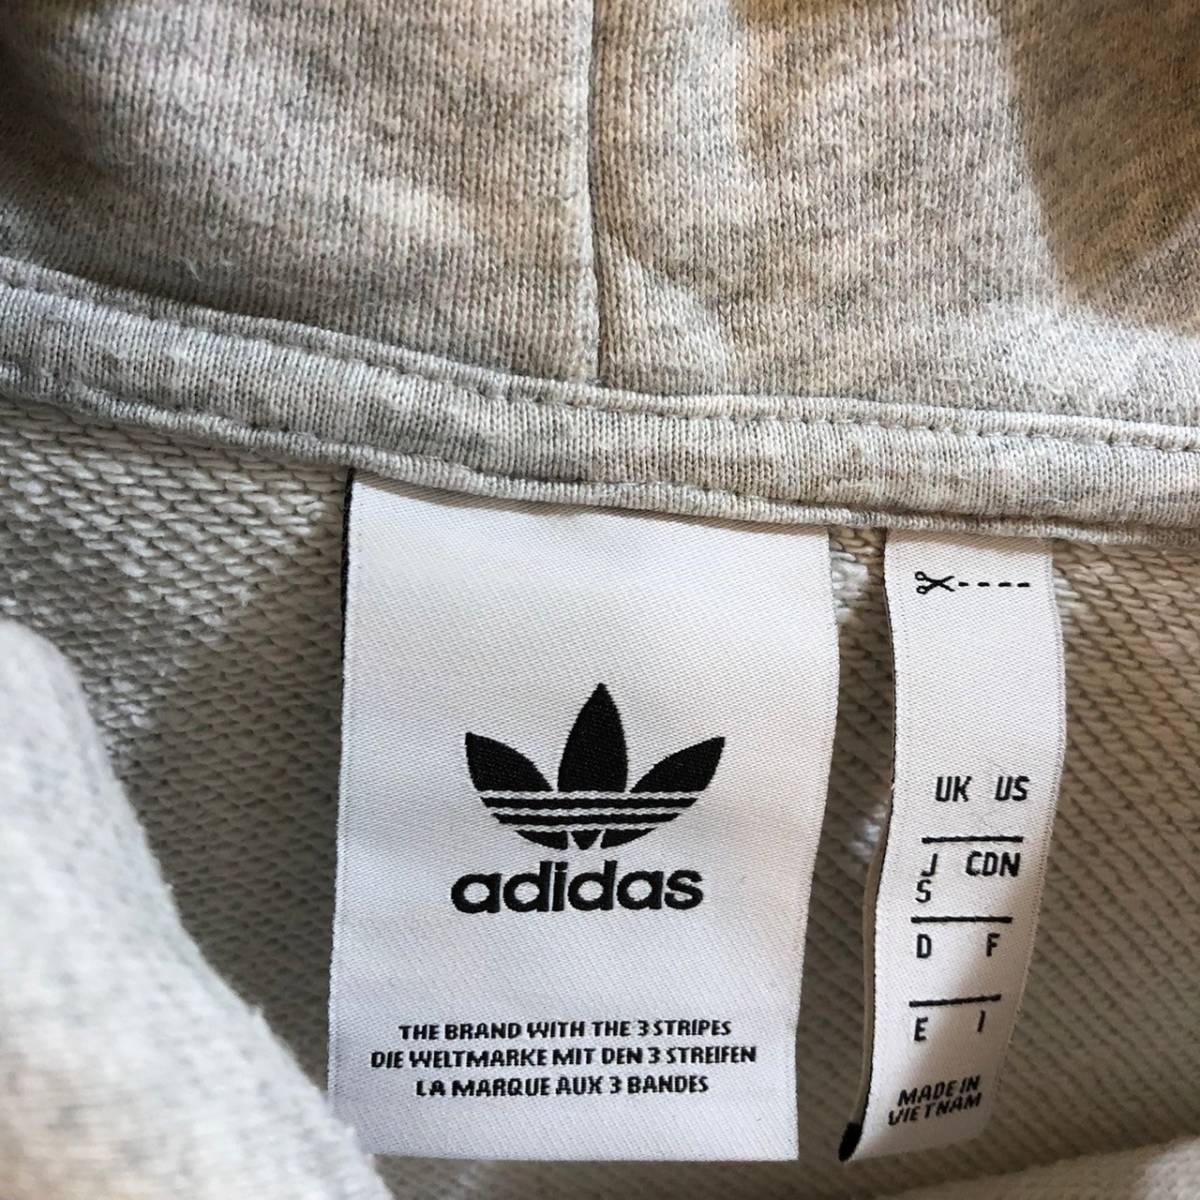 adidas
THE BRAND WITH THE 3 STRIPES
DIE WELTMARKE MIT DEN 3 STREIFEN
LA MARQUE AUX 3 BANDES
UK US
J CDN
S
D F
E I
MADE IN
VIETNAM